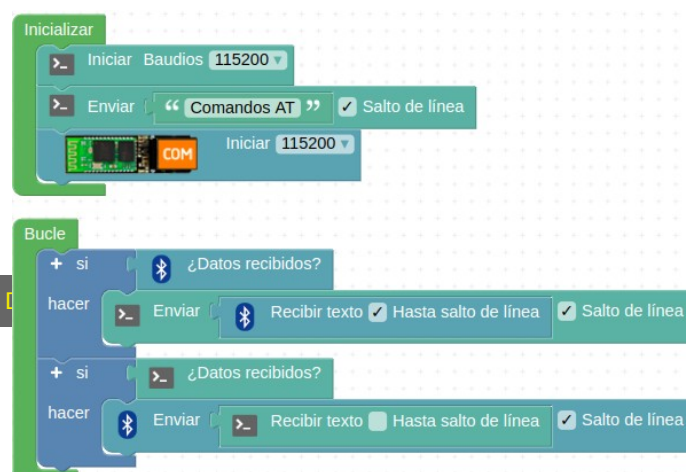 Inicializar
Iniciar Baudios 115200
Enviar “ Comandos AT ” Salto de línea
COM Iniciar 115200
Bucle
+ si ¿Datos recibidos?
hacer Enviar Recibir texto Hasta salto de línea Salto de línea
+ si ¿Datos recibidos?
hacer Enviar Recibir texto Hasta salto de línea Salto de línea